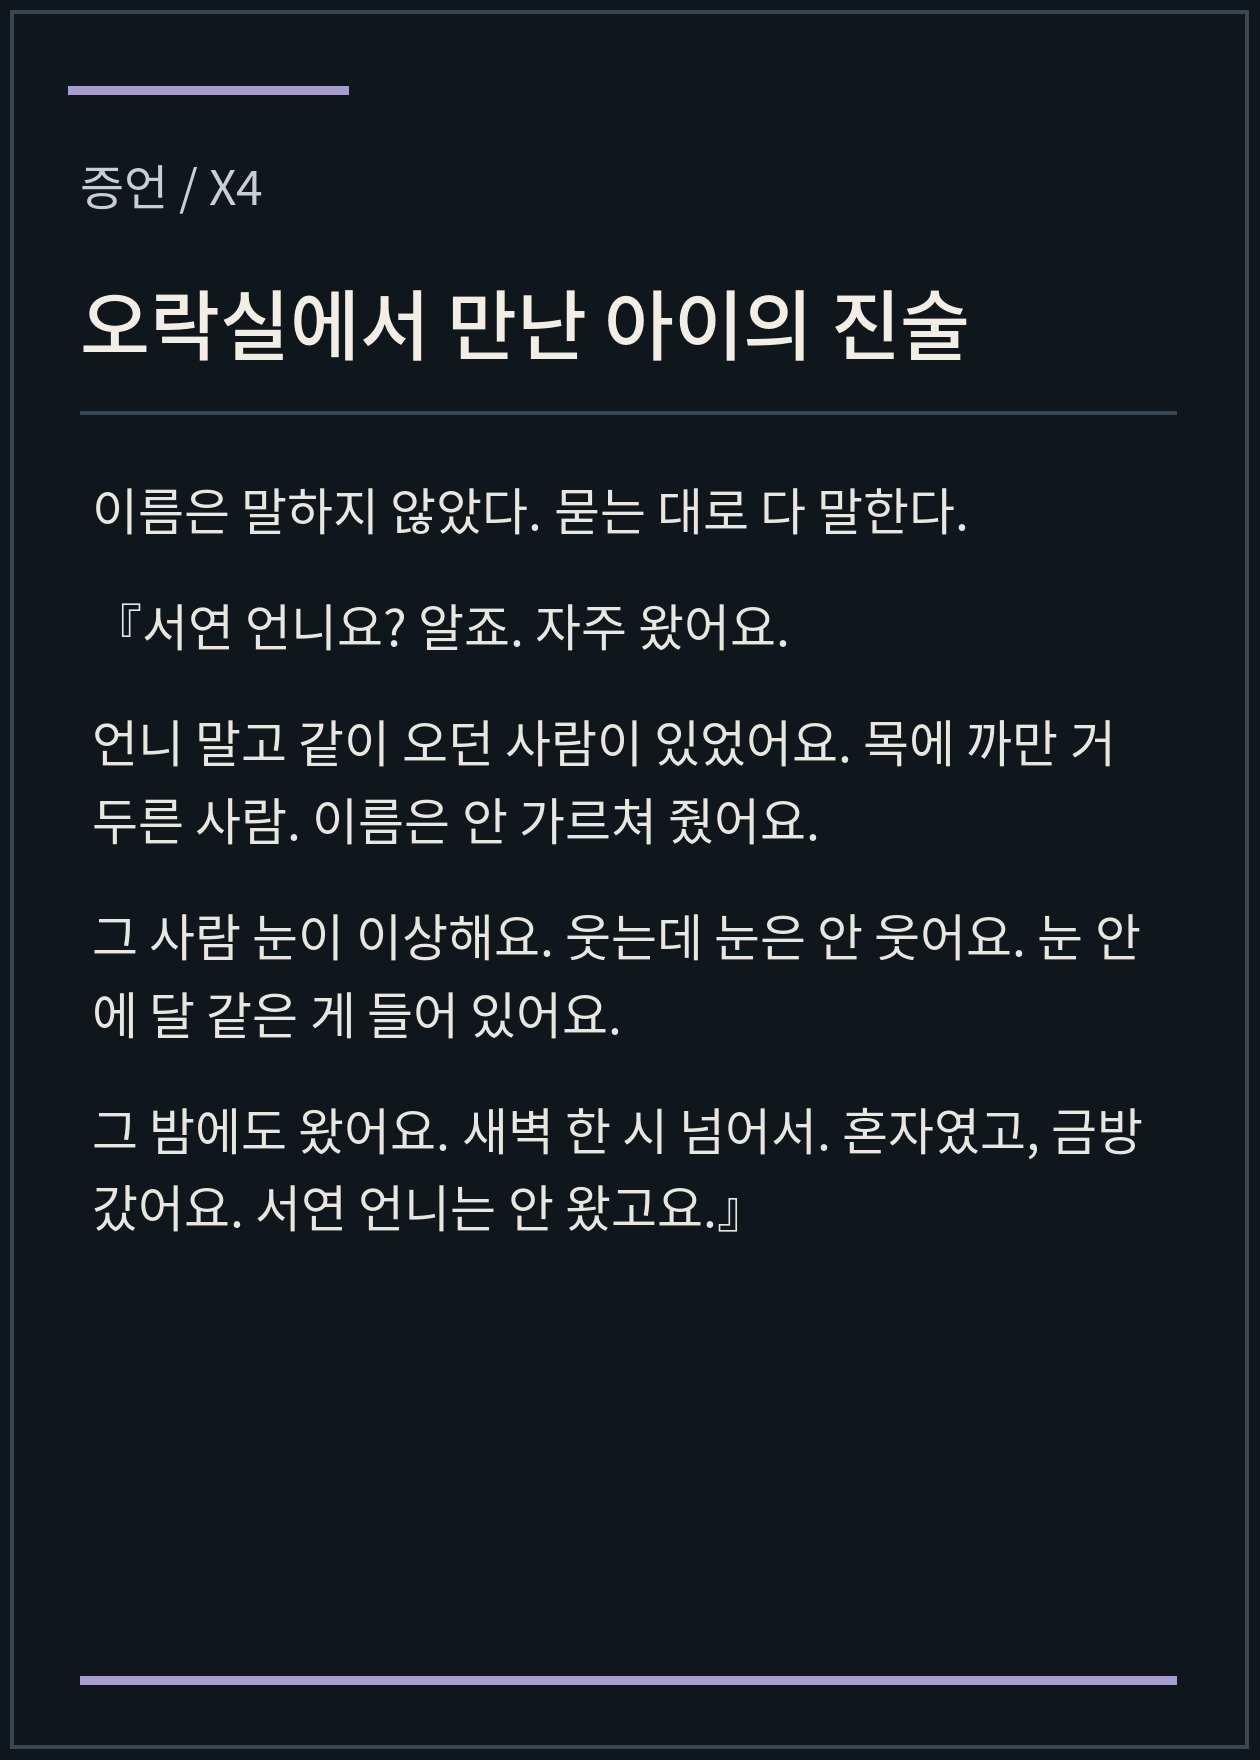 증언 / X4
오락실에서 만난 아이의 진술
이름은 말하지 않았다. 묻는 대로 다 말한다.
『서연 언니요? 알죠. 자주 왔어요.
언니 말고 같이 오던 사람이 있었어요. 목에 까만 거
두른 사람. 이름은 안 가르쳐 줬어요.
그 사람 눈이 이상해요. 웃는데 눈은 안 웃어요. 눈 안
에 달 같은 게 들어 있어요.
그 밤에도 왔어요. 새벽 한 시 넘어서. 혼자였고, 금방
갔어요. 서연 언니는 안 왔고요.』